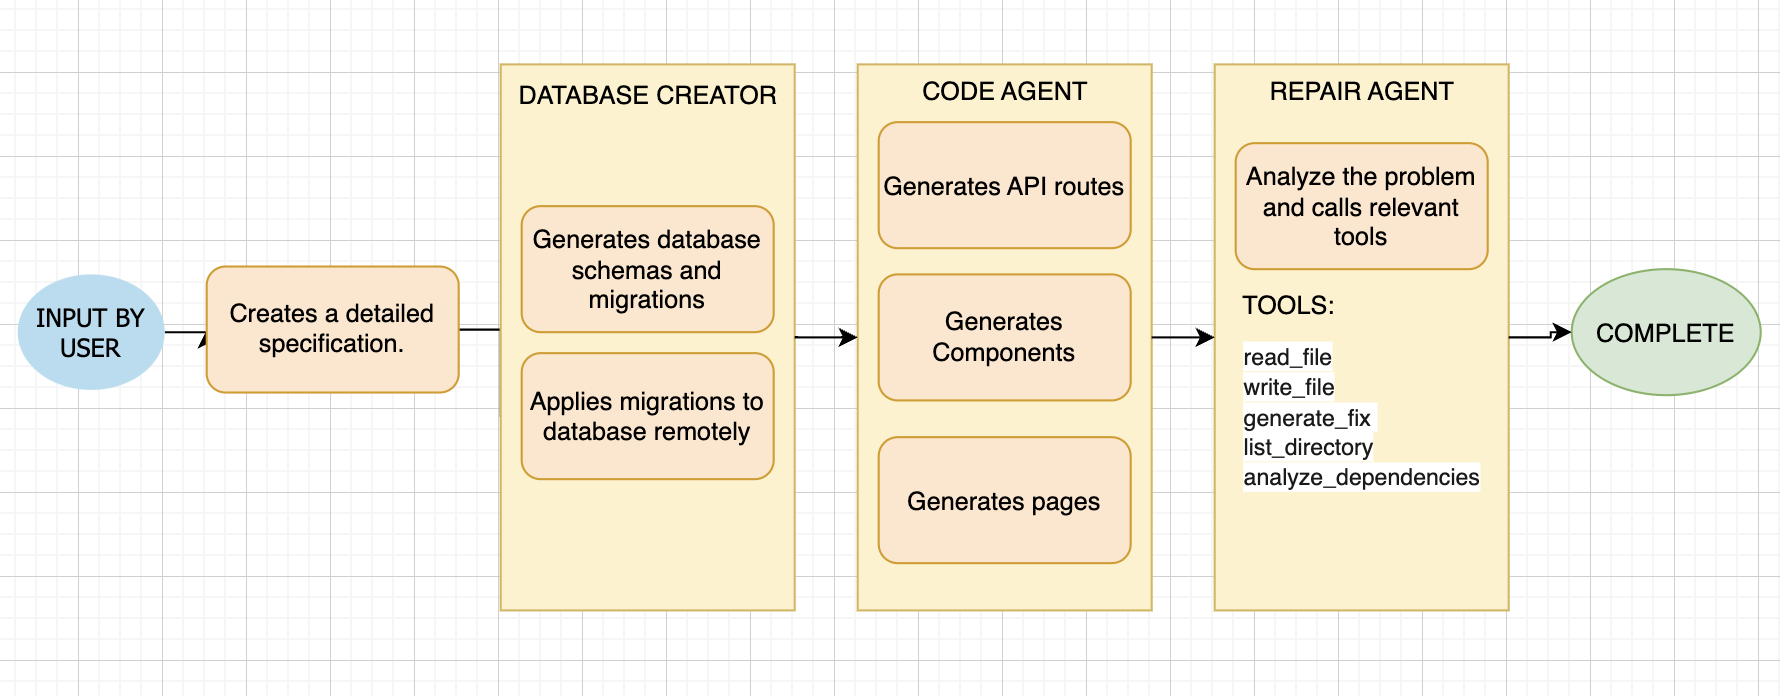 INPUT BY
USER
Creates a detailed
specification.
DATABASE CREATOR
Generates database
schemas and
migrations
Applies migrations to
database remotely
CODE AGENT
Generates API routes
Generates
Components
Generates pages
REPAIR AGENT
Analyze the problem
and calls relevant
tools
TOOLS:
read_file
write_file
generate_fix
list_directory
analyze_dependencies
COMPLETE